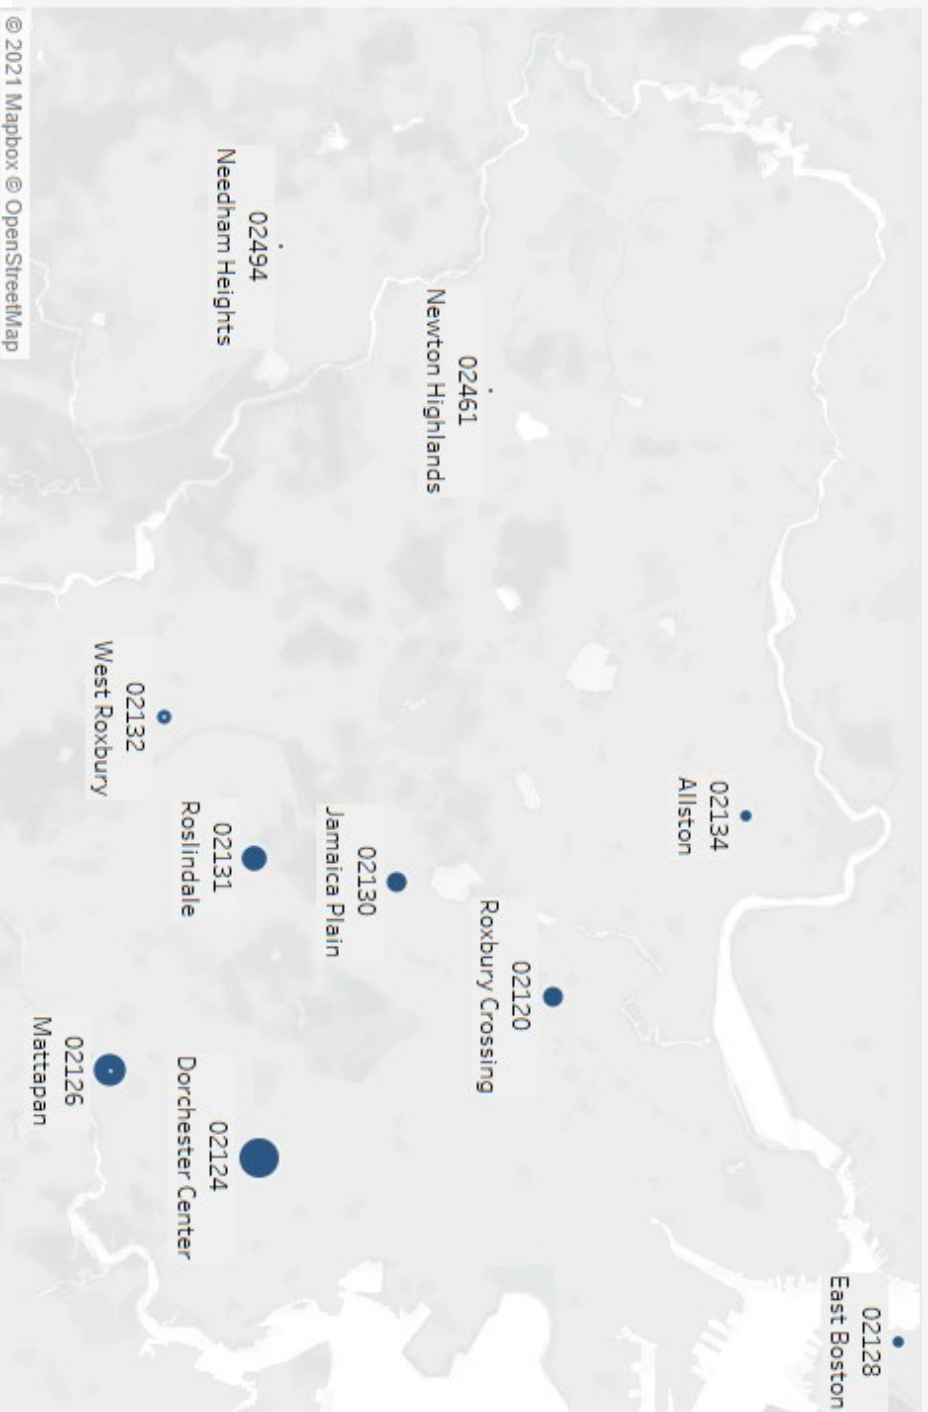 02128
East Boston
02134
Allston
02120
Roxbury Crossing
02461
Newton Highlands
02130
Jamaica Plain
02494
Needham Heights
02131
Roslindale
02124
Dorchester Center
02132
West Roxbury
02126
Mattapan
© 2021 Mapbox © OpenStreetMap